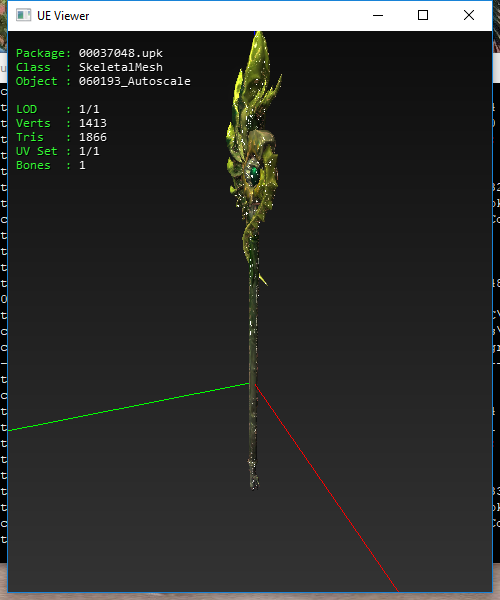 UE Viewer
Package: 00037048.upk
Class : SkeletalMesh
Object : 060193_Autoscale
LOD : 1/1
Verts : 1413
Tris : 1866
UV Set : 1/1
Bones : 1